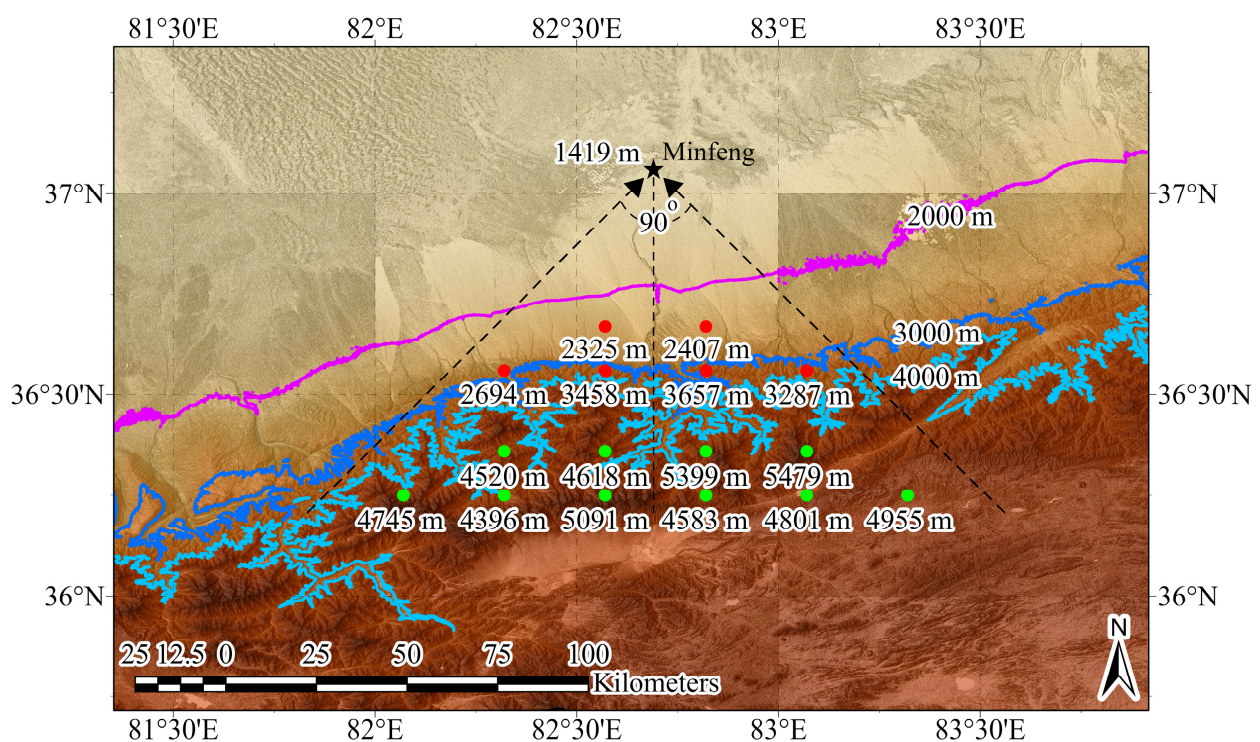 81°30'E 82°E 82°30'E 83°E 83°30'E
1419 m Minfeng
37°N 37°N
2000 m
90°
3000 m
2325 m 2407 m
4000 m
36°30'N 2694 m 3458 m 3657 m 3287 m 36°30'N
4520 m 4618 m 5399 m 5479 m
4745 m 4396 m 5091 m 4583 m 4801 m 4955 m
36°N 36°N
N
25 12.5 0 25 50 75 100
Kilometers
81°30'E 82°E 82°30'E 83°E 83°30'E